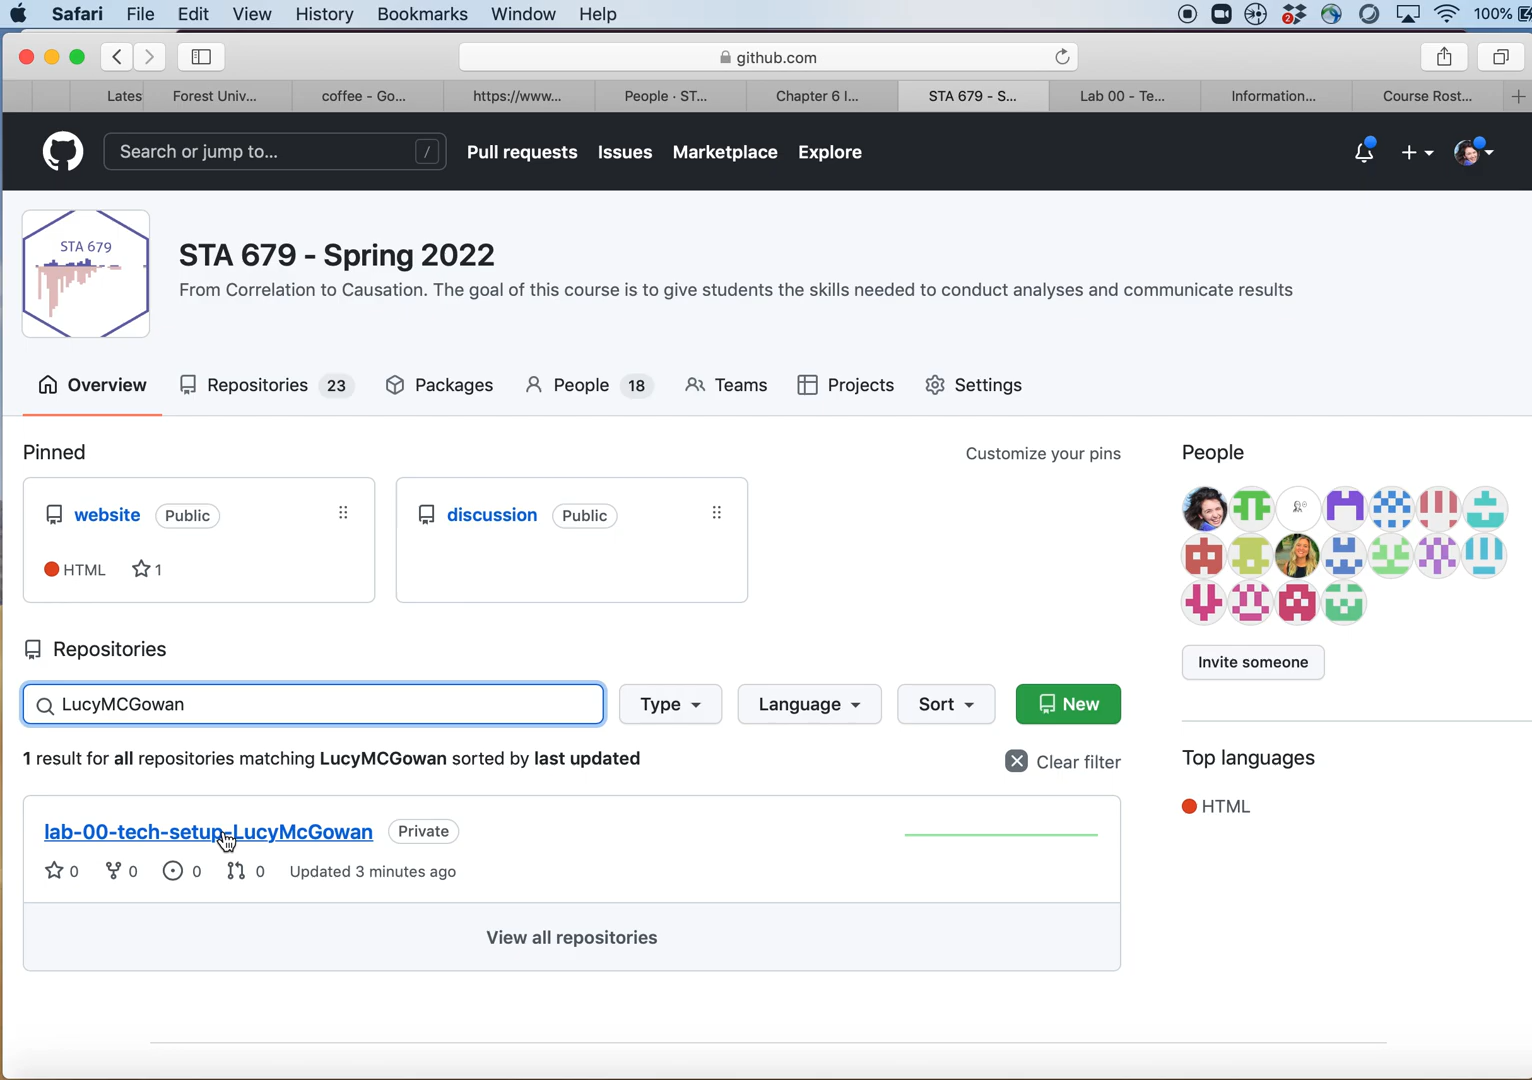 Safari File Edit View History Bookmarks Window Help 2 100%
github.com
Lates Forest Univ... coffee - Go... https://www... People · ST... Chapter 6 I... STA 679 - S... Lab 00 - Te... Information... Course Rost...
Search or jump to... / Pull requests Issues Marketplace Explore
STA 679
STA 679 - Spring 2022
From Correlation to Causation. The goal of this course is to give students the skills needed to conduct analyses and communicate results
Overview Repositories 23 Packages People 18 Teams Projects Settings
Pinned Customize your pins People
website Public discussion Public
HTML 1
Repositories
Invite someone
LucyMCGowan Type Language Sort New
1 result for all repositories matching LucyMCGowan sorted by last updated Clear filter
Top languages
HTML
lab-00-tech-setup-LucyMcGowan Private
0 0 0 0 Updated 3 minutes ago
View all repositories